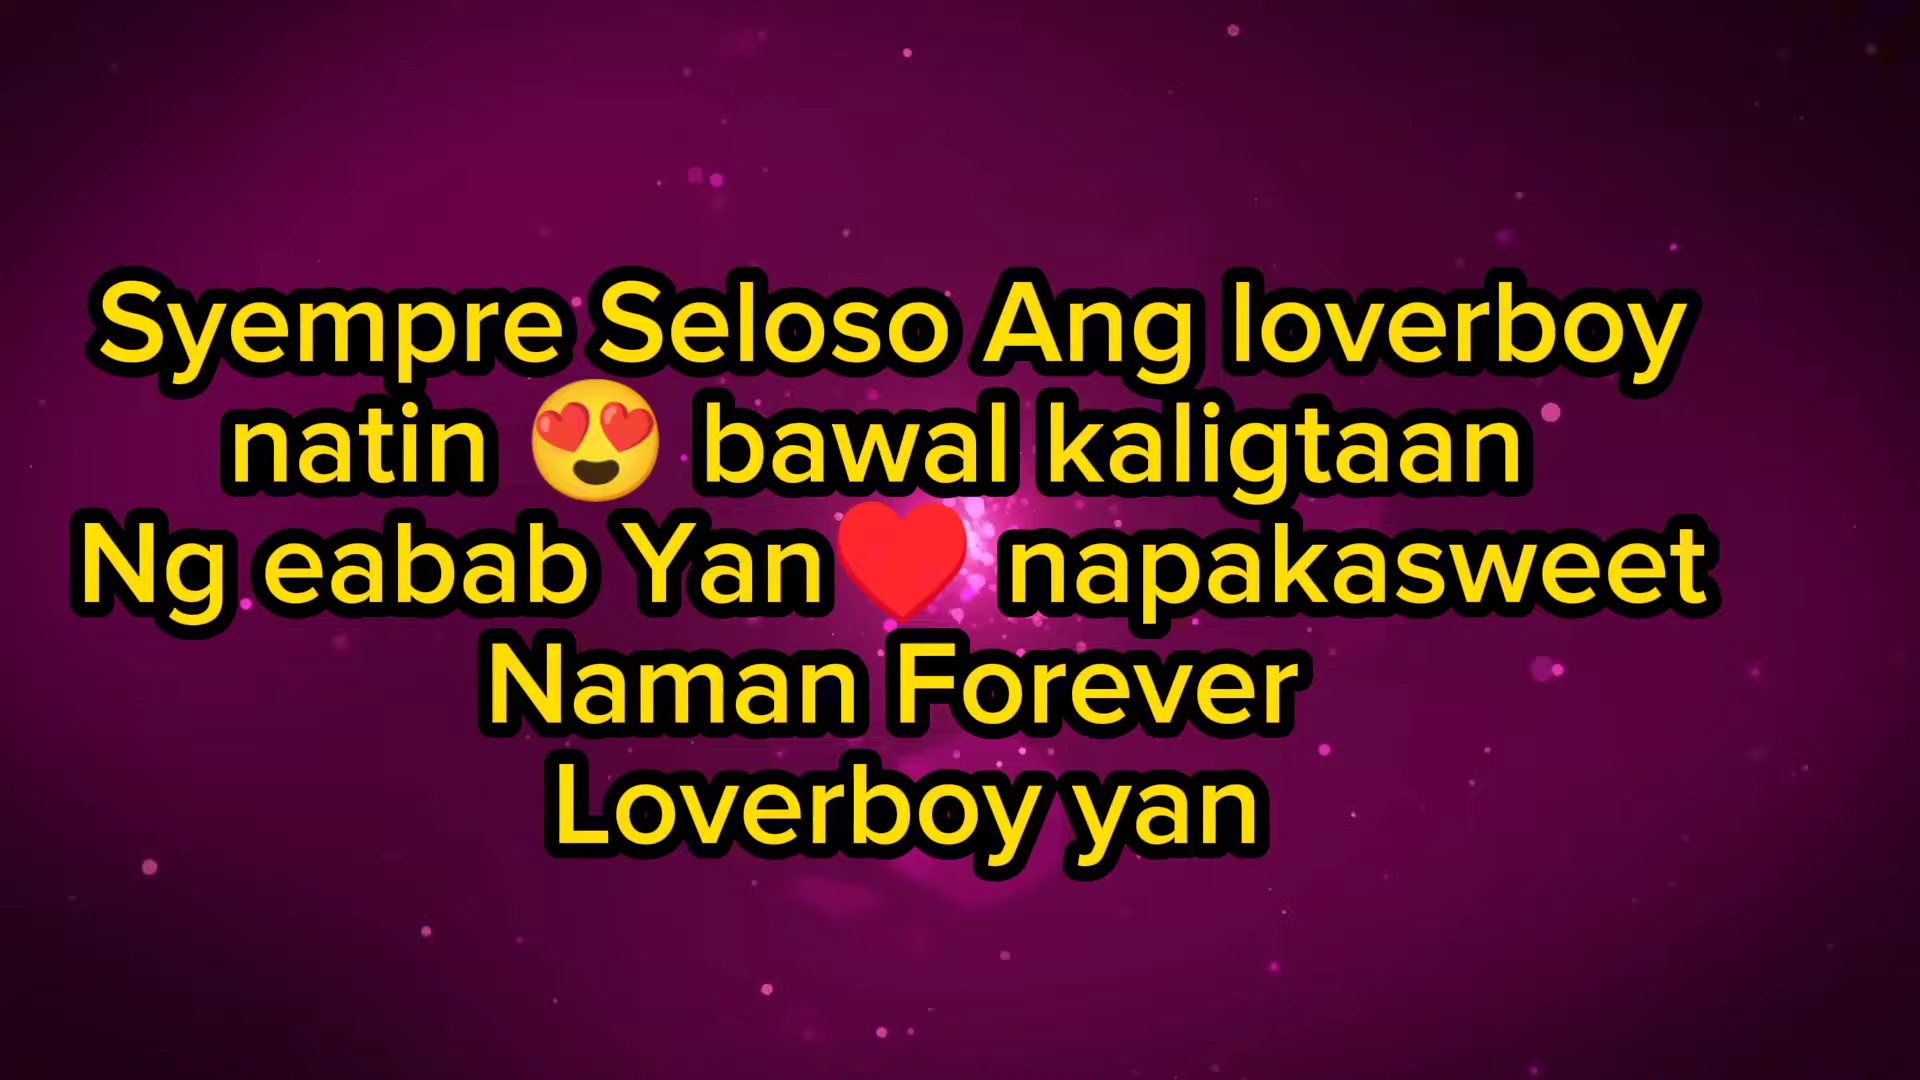 Syempre Seloso Ang loverboy
natin 😍 bawal kaligtaan
Ng eabab Yan❤️ napakasweet
Naman Forever
Loverboy yan